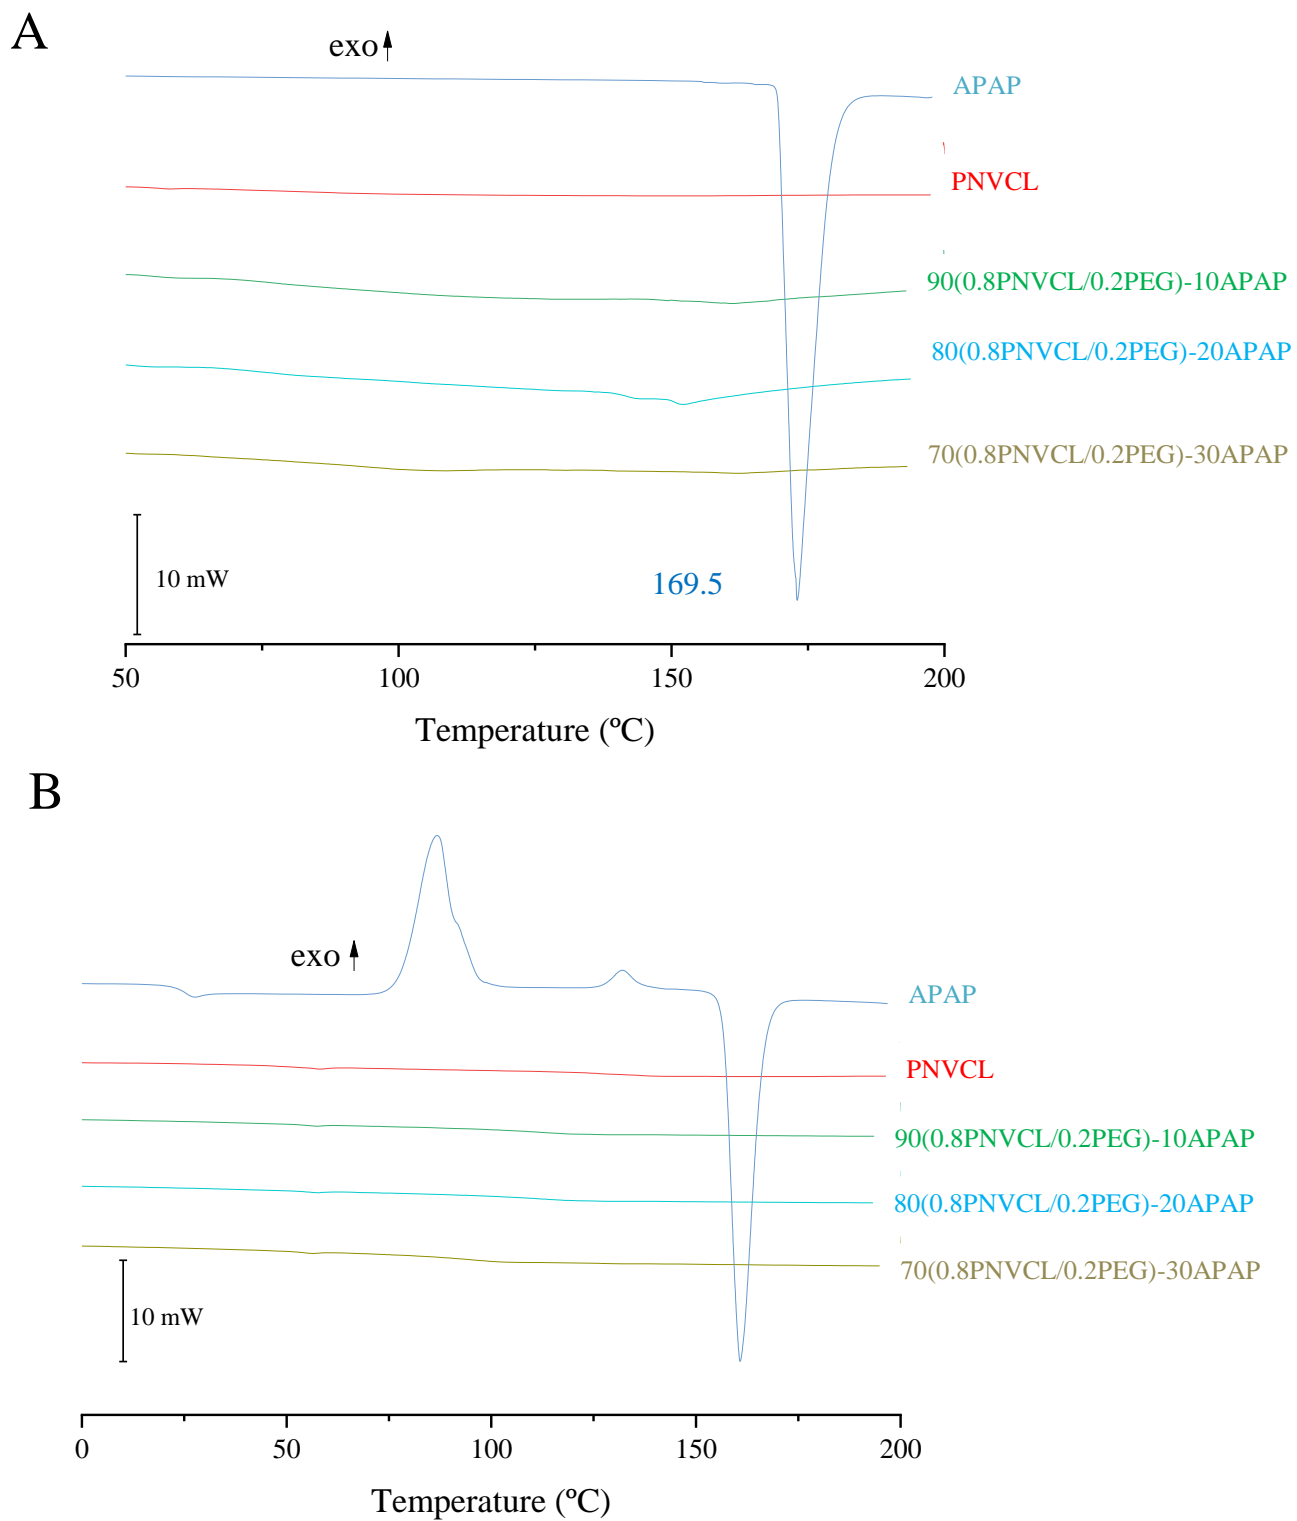 A
exo
APAP
PNVCL
90(0.8PNVCL/0.2PEG)-10APAP
80(0.8PNVCL/0.2PEG)-20APAP
70(0.8PNVCL/0.2PEG)-30APAP
10 mW
169.5
50 100 150 200
Temperature (ºC)
B
exo
APAP
PNVCL
90(0.8PNVCL/0.2PEG)-10APAP
80(0.8PNVCL/0.2PEG)-20APAP
70(0.8PNVCL/0.2PEG)-30APAP
10 mW
0 50 100 150 200
Temperature (ºC)